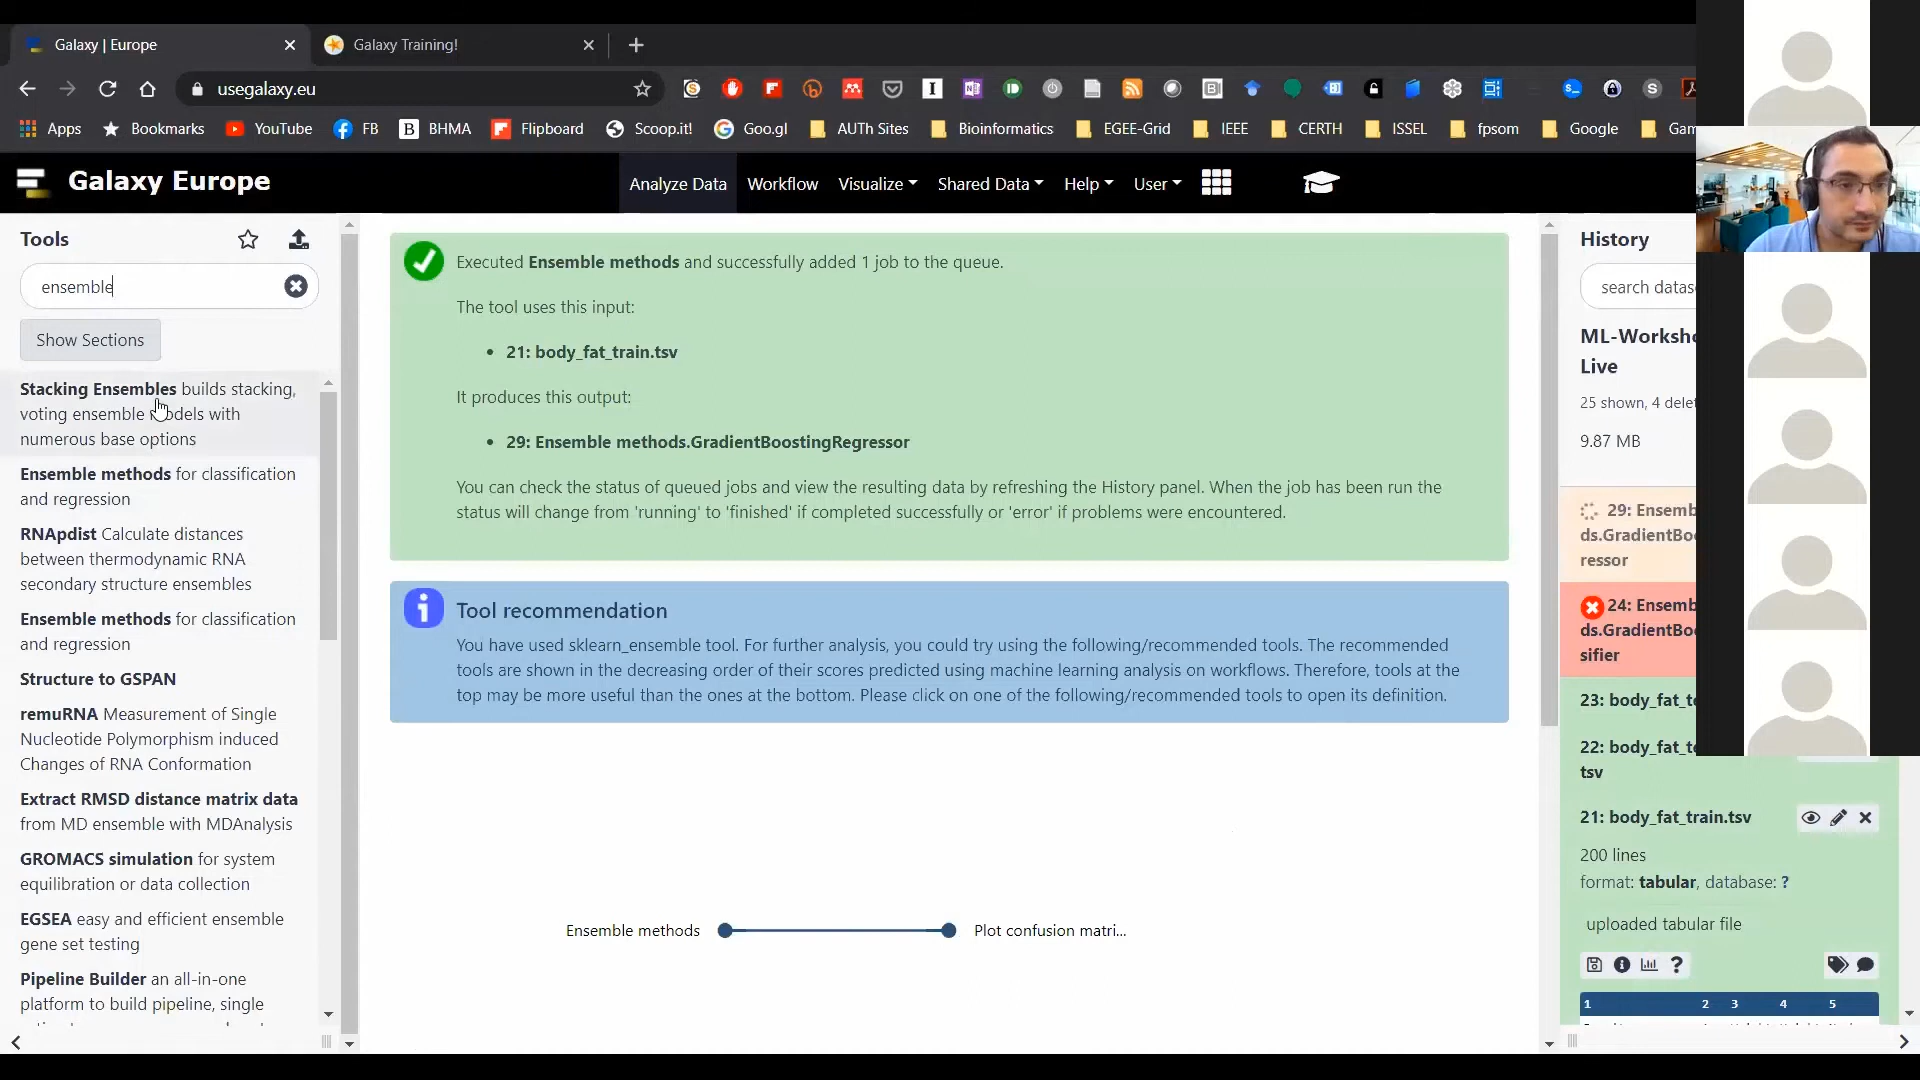 Galaxy | Europe
Galaxy Training!
usegalaxy.eu
Apps
Bookmarks
YouTube
FB
BHMA
Flipboard
Scoop.it!
Goo.gl
AUTh Sites
Bioinformatics
EGEE-Grid
IEEE
CERTH
ISSEL
fpsom
Google
Gam
Galaxy Europe
Analyze Data
Workflow
Visualize
Shared Data
Help
User
Tools
ensemble
Show Sections
Stacking Ensembles builds stacking,
voting ensemble models with
numerous base options
Ensemble methods for classification
and regression
RNApdist Calculate distances
between thermodynamic RNA
secondary structure ensembles
Ensemble methods for classification
and regression
Structure to GSPAN
remuRNA Measurement of Single
Nucleotide Polymorphism induced
Changes of RNA Conformation
Extract RMSD distance matrix data
from MD ensemble with MDAnalysis
GROMACS simulation for system
equilibration or data collection
EGSEA easy and efficient ensemble
gene set testing
Pipeline Builder an all-in-one
platform to build pipeline, single
Executed Ensemble methods and successfully added 1 job to the queue.
The tool uses this input:
• 21: body_fat_train.tsv
It produces this output:
• 29: Ensemble methods.GradientBoostingRegressor
You can check the status of queued jobs and view the resulting data by refreshing the History panel. When the job has been run the
status will change from 'running' to 'finished' if completed successfully or 'error' if problems were encountered.
Tool recommendation
You have used sklearn_ensemble tool. For further analysis, you could try using the following/recommended tools. The recommended
tools are shown in the decreasing order of their scores predicted using machine learning analysis on workflows. Therefore, tools at the
top may be more useful than the ones at the bottom. Please click on one of the following/recommended tools to open its definition.
Ensemble methods
Plot confusion matri...
History
search datas
ML-Worksho
Live
25 shown, 4 delet
9.87 MB
29: Ensemb
ds.GradientBoo
ressor
24: Ensemb
ds.GradientBoo
sifier
23: body_fat_te
22: body_fat_te
tsv
21: body_fat_train.tsv
200 lines
format: tabular, database: ?
uploaded tabular file
1 2 3 4 5